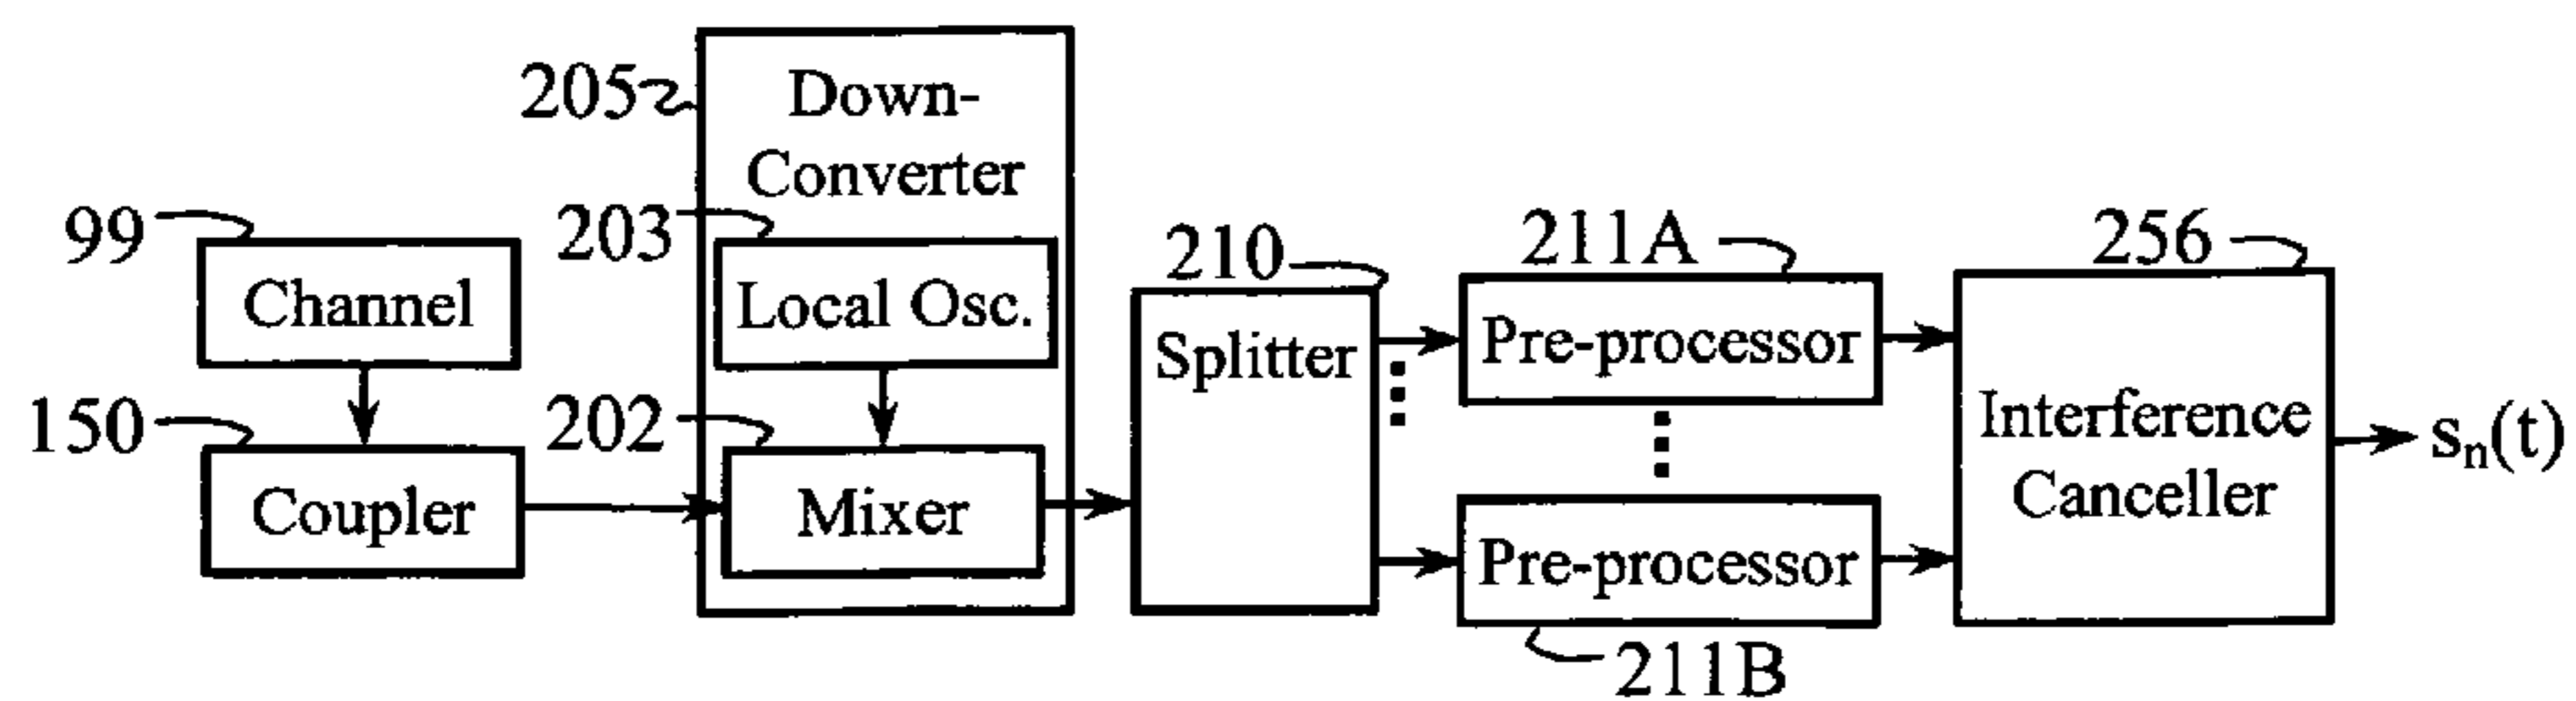 205
Down-
Converter
99
Channel
203
Local Osc.
150
Coupler
202
Mixer
210
Splitter
211A
Pre-processor
Pre-processor
211B
256
Interference
Canceller
sn(t)